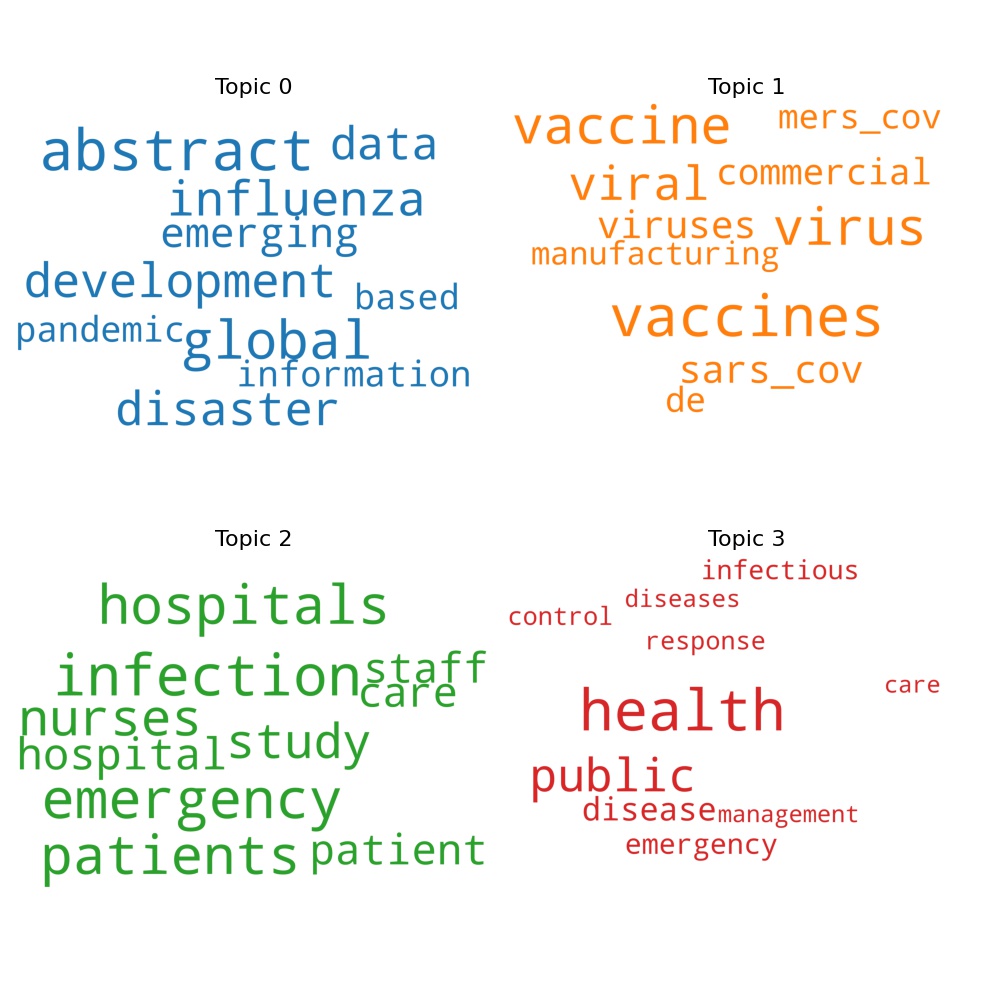 Topic 0
abstract data
influenza
emerging
development based
pandemic global
information
disaster
Topic 1
vaccine mers_cov
viral commercial
viruses virus
manufacturing
vaccines
sars_cov
de
Topic 2
hospitals
infection staff
care
nurses
hospital study
emergency
patients patient
Topic 3
infectious
diseases
control
response
care
health
public
disease management
emergency